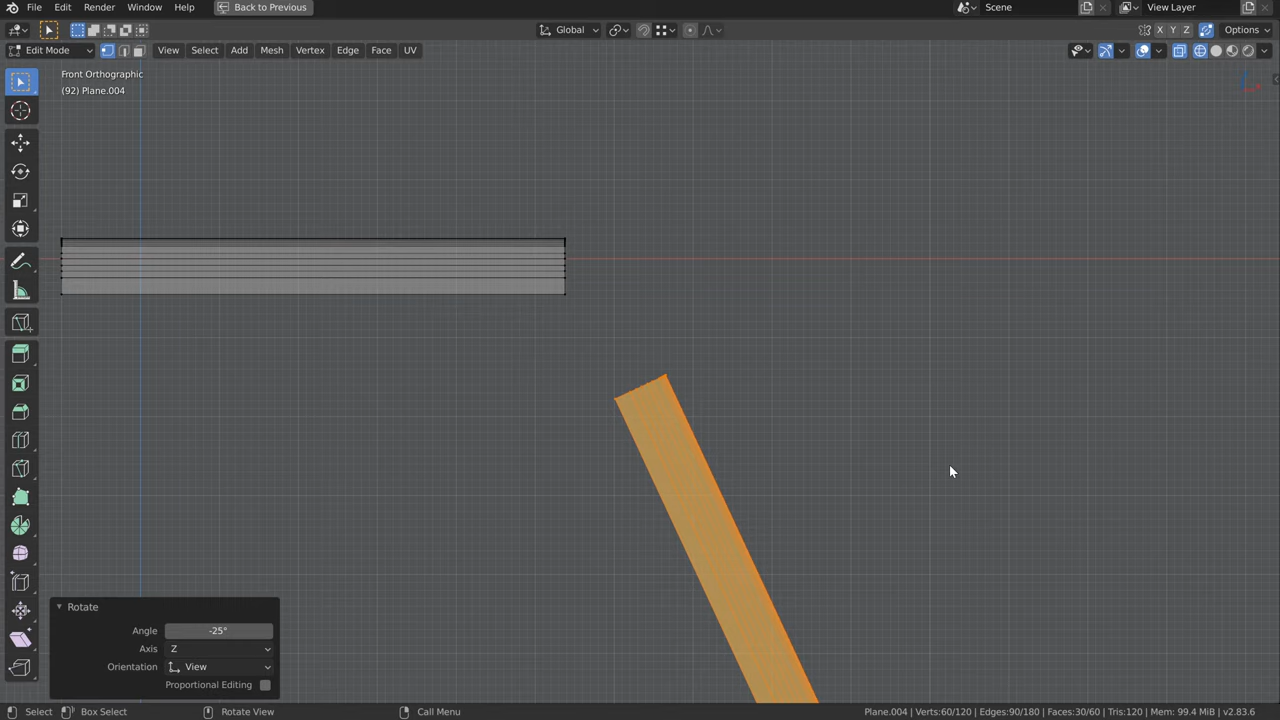 File Edit Render Window Help Back to Previous Scene View Layer
Global X Y Z Options
Edit Mode View Select Add Mesh Vertex Edge Face UV
Front Orthographic
(92) Plane.004
Rotate
Angle -25°
Axis Z
Orientation View
Proportional Editing
Select Box Select Rotate View Call Menu Plane.004 | Verts:60/120 | Edges:90/180 | Faces:30/60 | Tris:120 | Mem: 99.4 MiB | v2.83.6